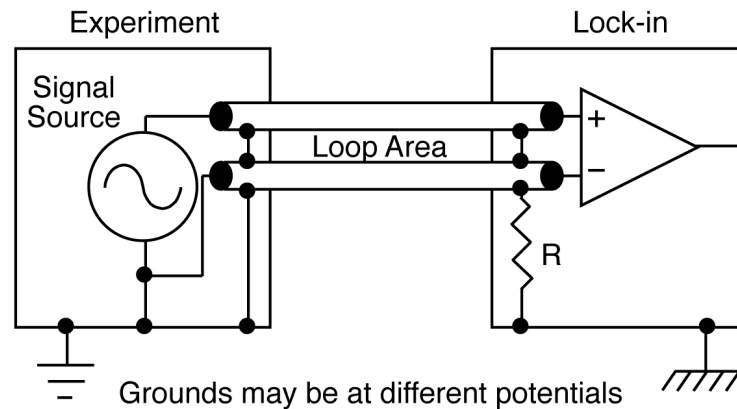 Experiment
Lock-in
Signal
Source
+
Loop Area
−
R
Grounds may be at different potentials